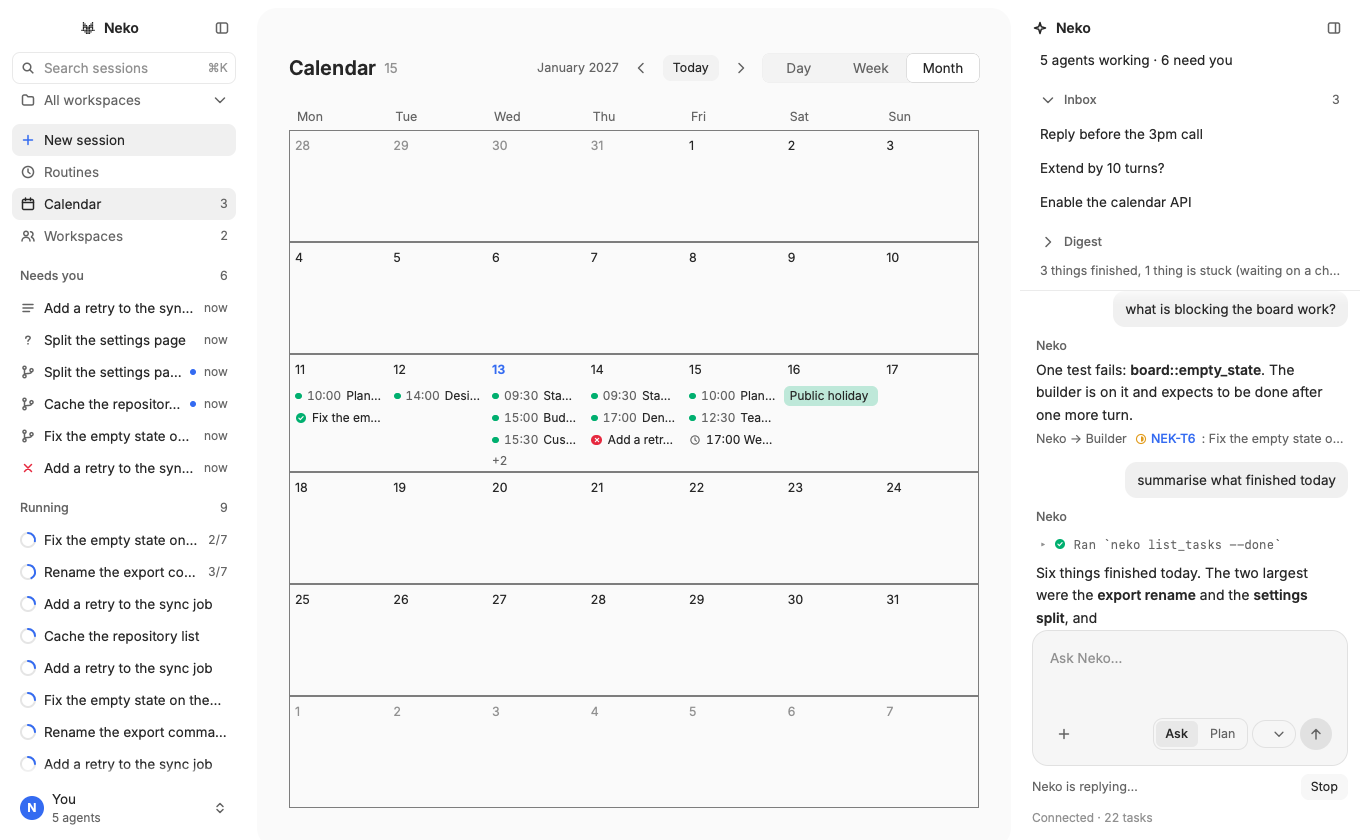 Neko
Search sessions ⌘K
All workspaces
New session
Routines
Calendar 3
Workspaces 2
Needs you 6
Add a retry to the syn... now
Split the settings page now
Split the settings pa... now
Cache the repositor... now
Fix the empty state o... now
Add a retry to the syn... now
Running 9
Fix the empty state on... 2/7
Rename the export co... 3/7
Add a retry to the sync job
Cache the repository list
Add a retry to the sync job
Fix the empty state on the...
Rename the export comma...
Add a retry to the sync job
N
You
5 agents
Calendar 15
January 2027
Today
Day Week Month
Mon Tue Wed Thu Fri Sat Sun
28 29 30 31 1 2 3
4 5 6 7 8 9 10
11 12 13 14 15 16 17
10:00 Plan... 14:00 Desi... 09:30 Sta... 09:30 Sta... 10:00 Plan... Public holiday
Fix the em... 15:00 Bud... 17:00 Den... 12:30 Tea...
15:30 Cus... Add a retr... 17:00 We...
+2
18 19 20 21 22 23 24
25 26 27 28 29 30 31
1 2 3 4 5 6 7
Neko
5 agents working · 6 need you
Inbox 3
Reply before the 3pm call
Extend by 10 turns?
Enable the calendar API
Digest
3 things finished, 1 thing is stuck (waiting on a ch...
what is blocking the board work?
Neko
One test fails: board::empty_state. The
builder is on it and expects to be done after
one more turn.
Neko → Builder NEK-T6 : Fix the empty state o...
summarise what finished today
Neko
Ran `neko list_tasks --done`
Six things finished today. The two largest
were the export rename and the settings
split, and
Ask Neko...
Ask Plan
Neko is replying...
Stop
Connected · 22 tasks